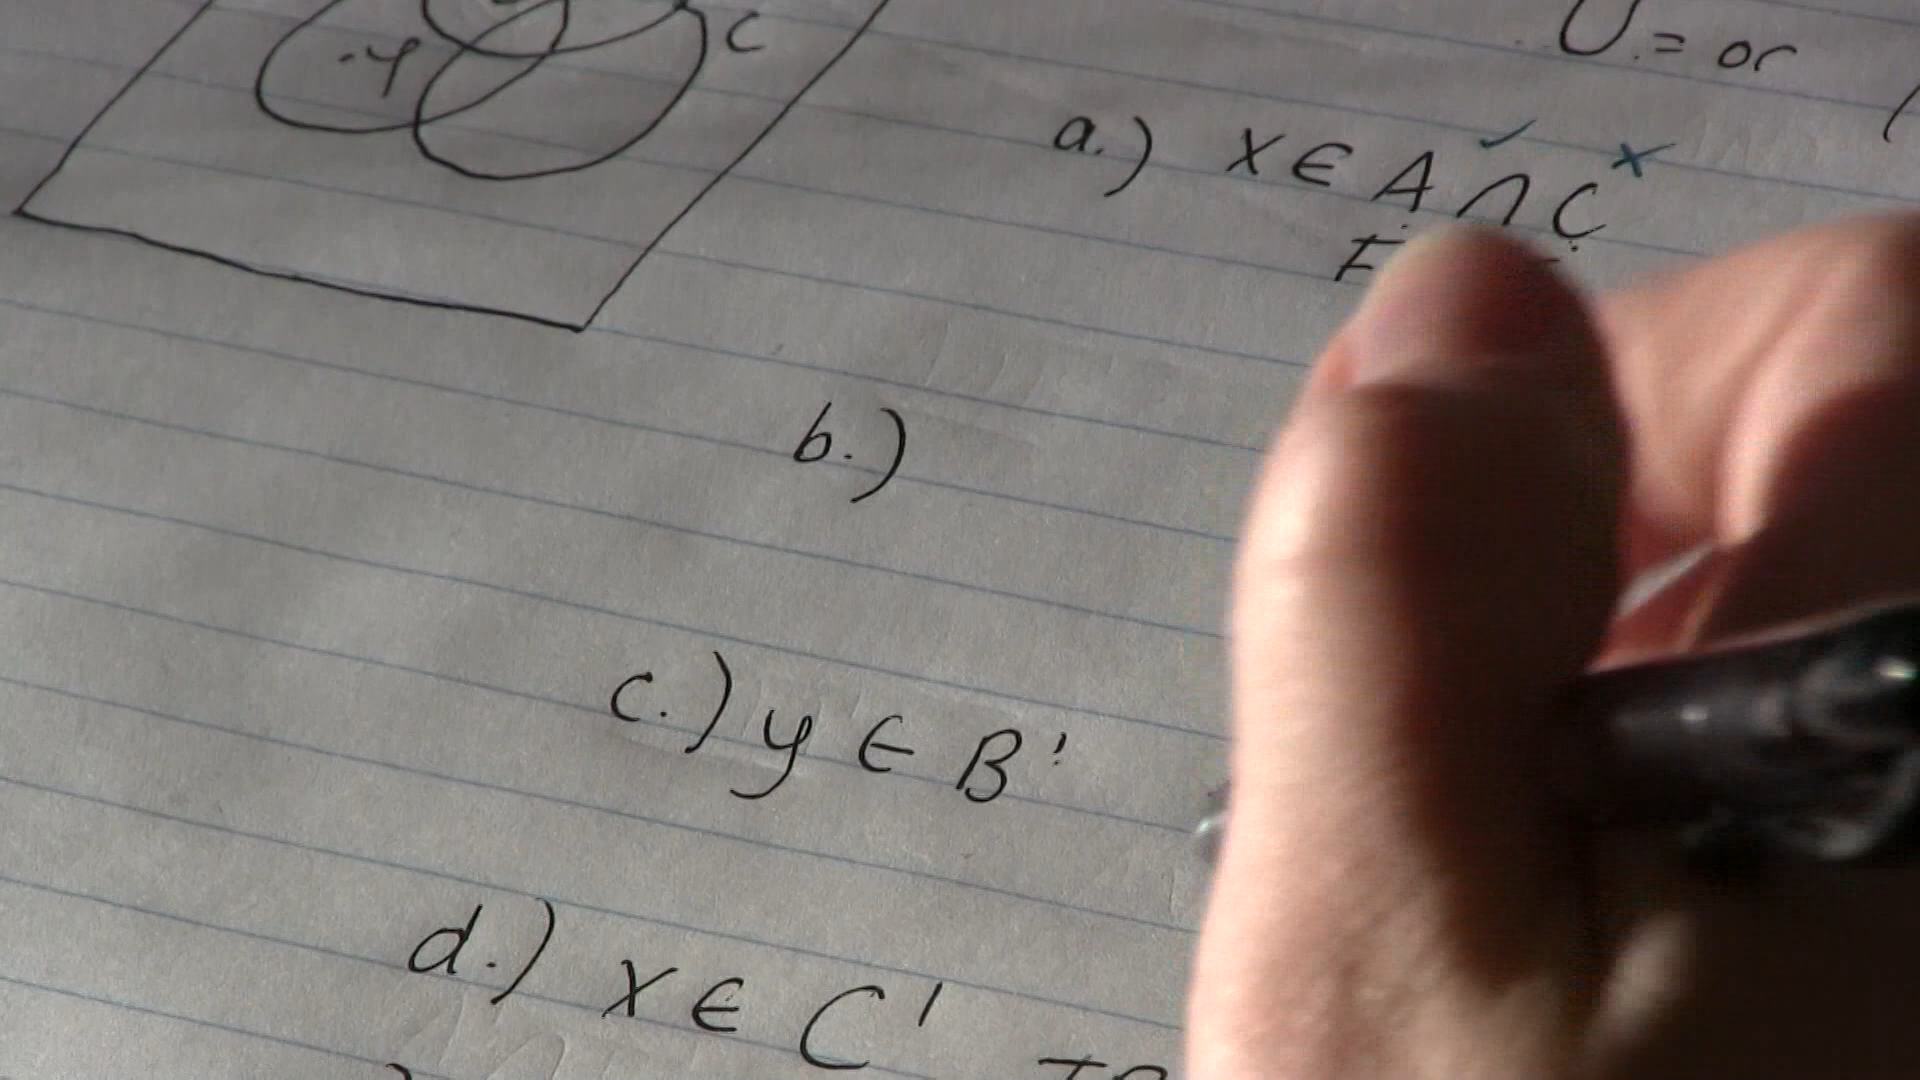 .y
C
U = or
a.) x ∈ A ∩ C
F
b.)
c.) y ∈ B'
d.) x ∈ C'